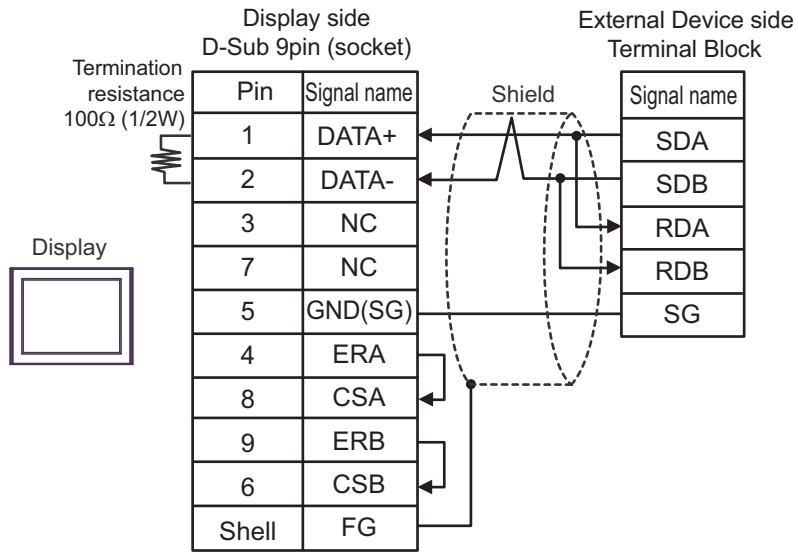 Display side
D-Sub 9pin (socket)
External Device side
Terminal Block
Termination
resistance
100Ω (1/2W)
Pin Signal name
Shield
Signal name
1 DATA+
SDA
2 DATA-
SDB
3 NC
RDA
Display
7 NC
RDB
5 GND(SG)
SG
4 ERA
8 CSA
9 ERB
6 CSB
Shell FG